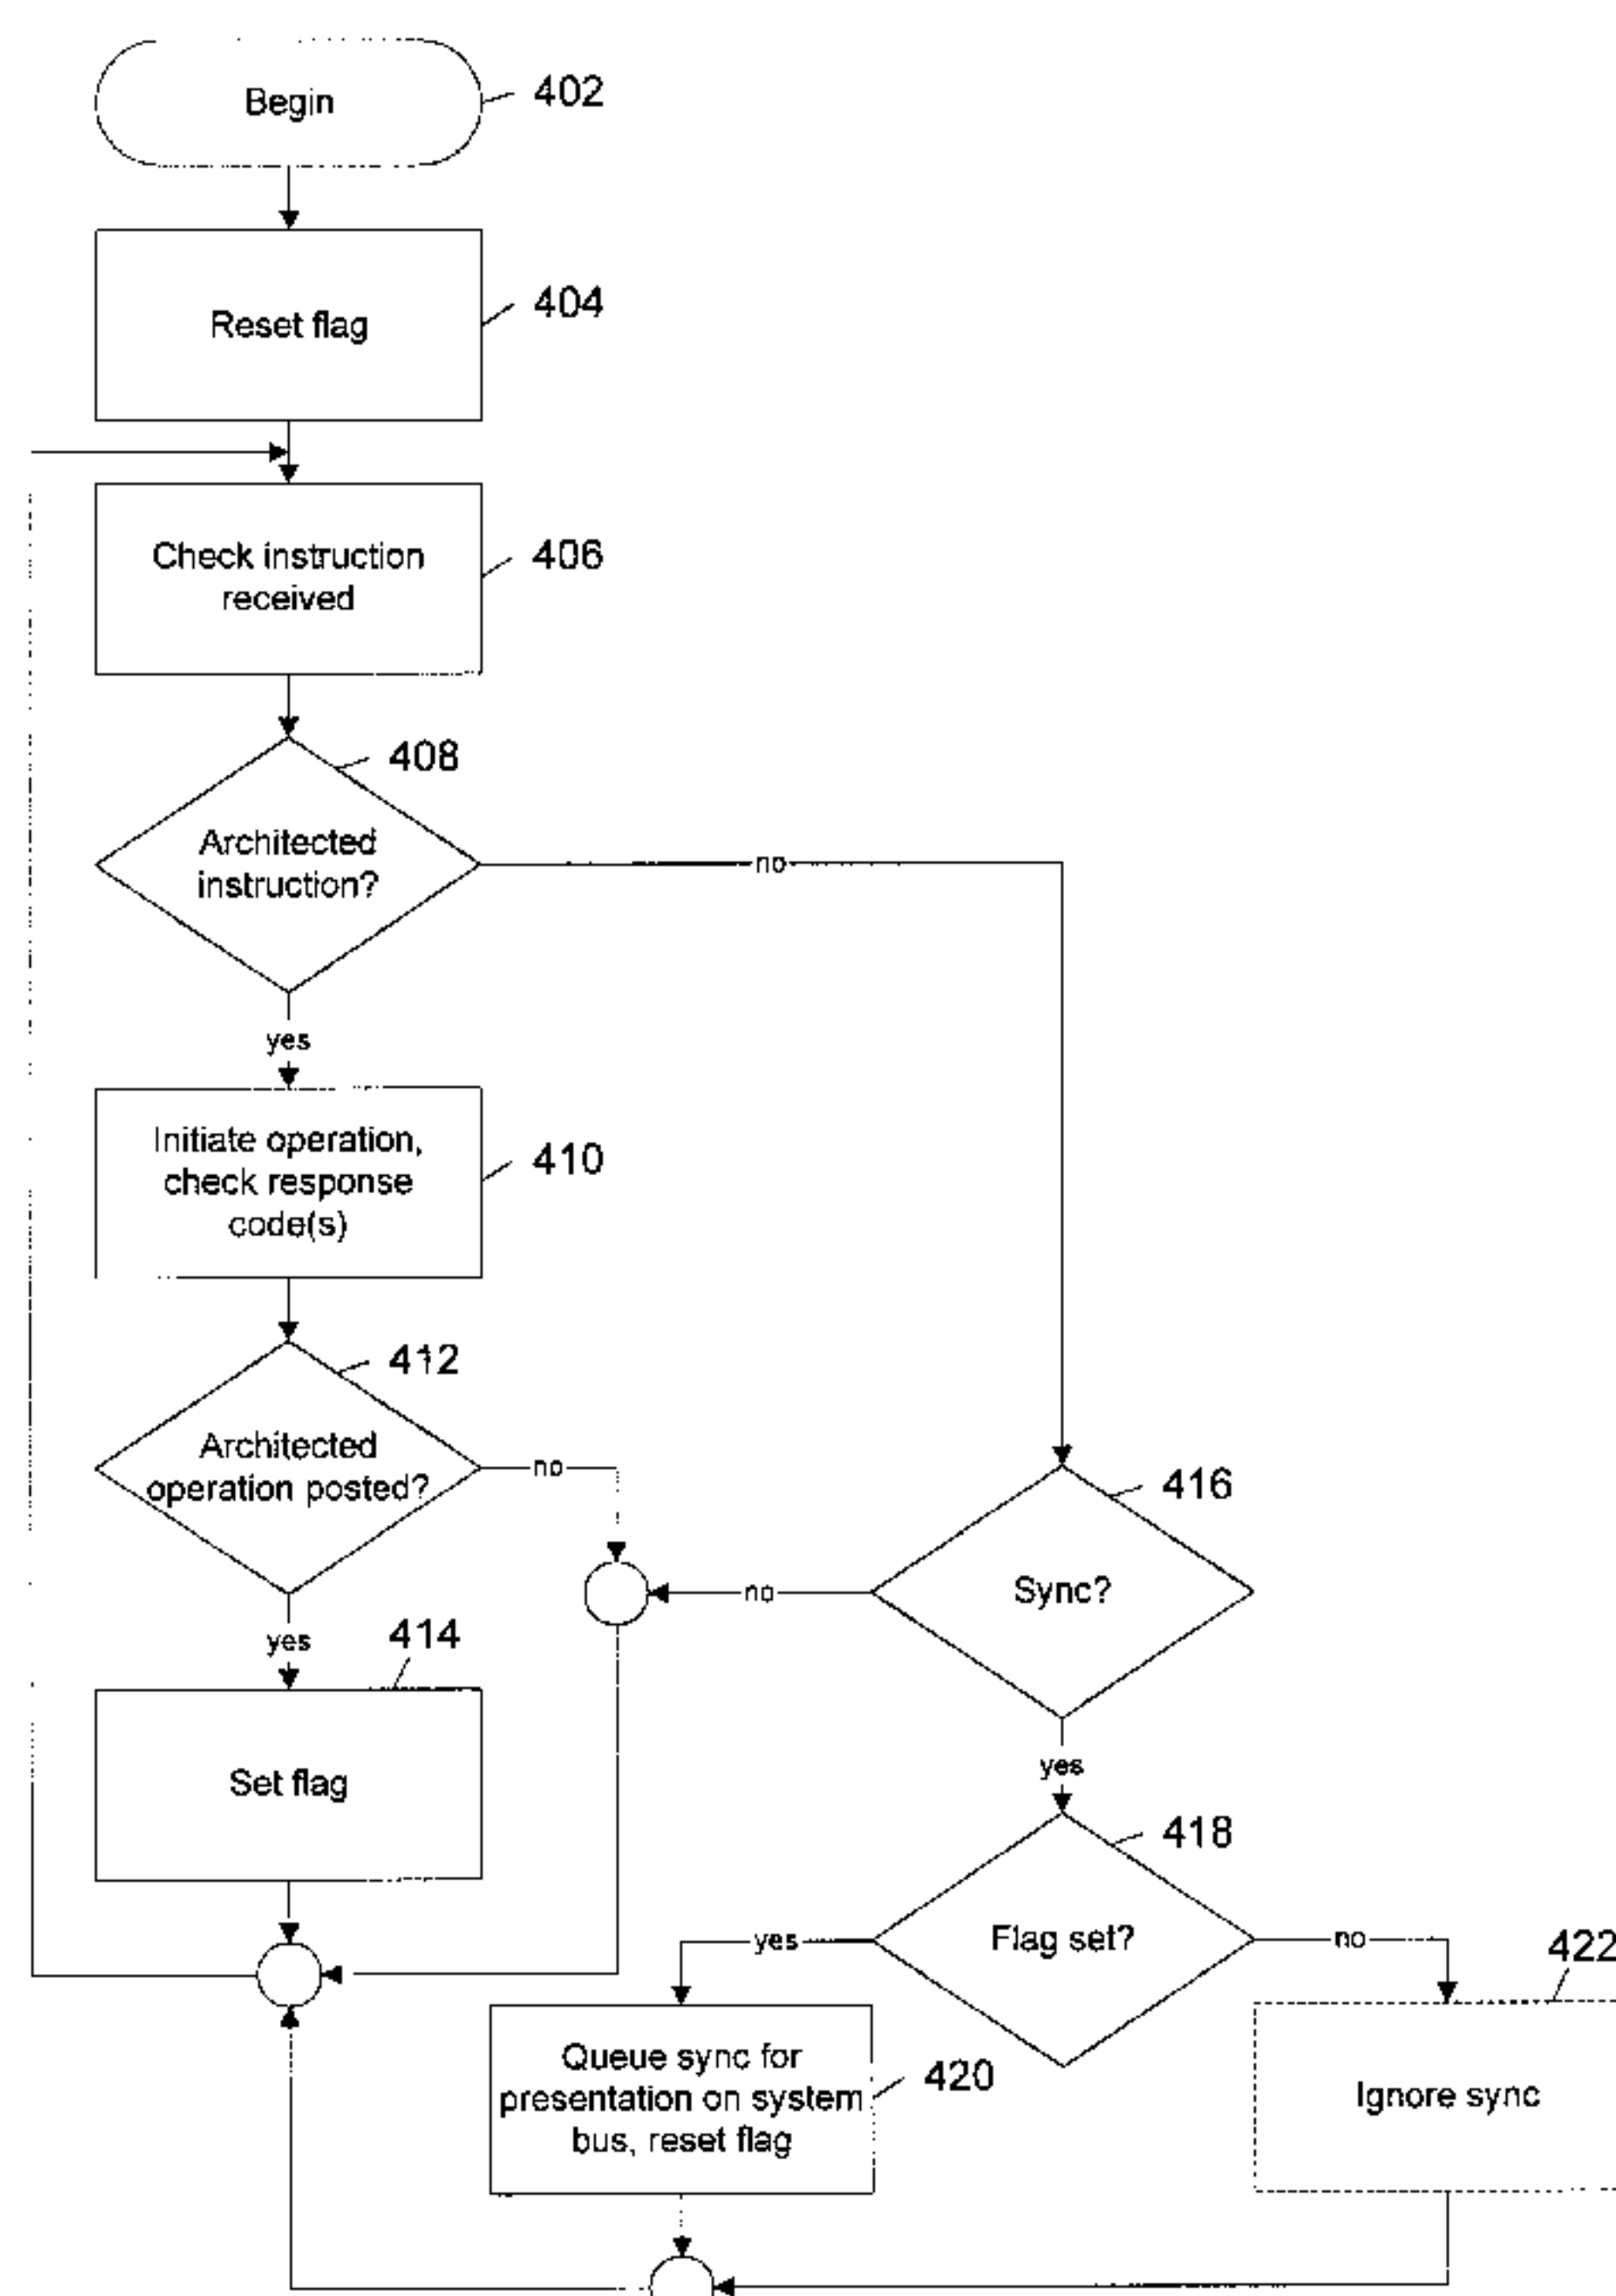 Begin
402
Reset flag
404
Check instruction
received
406
408
Architected
instruction?
no
yes
Initiate operation,
check response
code(s)
410
412
Architected
operation posted?
no
416
Sync?
no
yes
414
Set flag
yes
418
Flag set?
yes
no
422
Queue sync for
presentation on system
bus, reset flag
420
Ignore sync